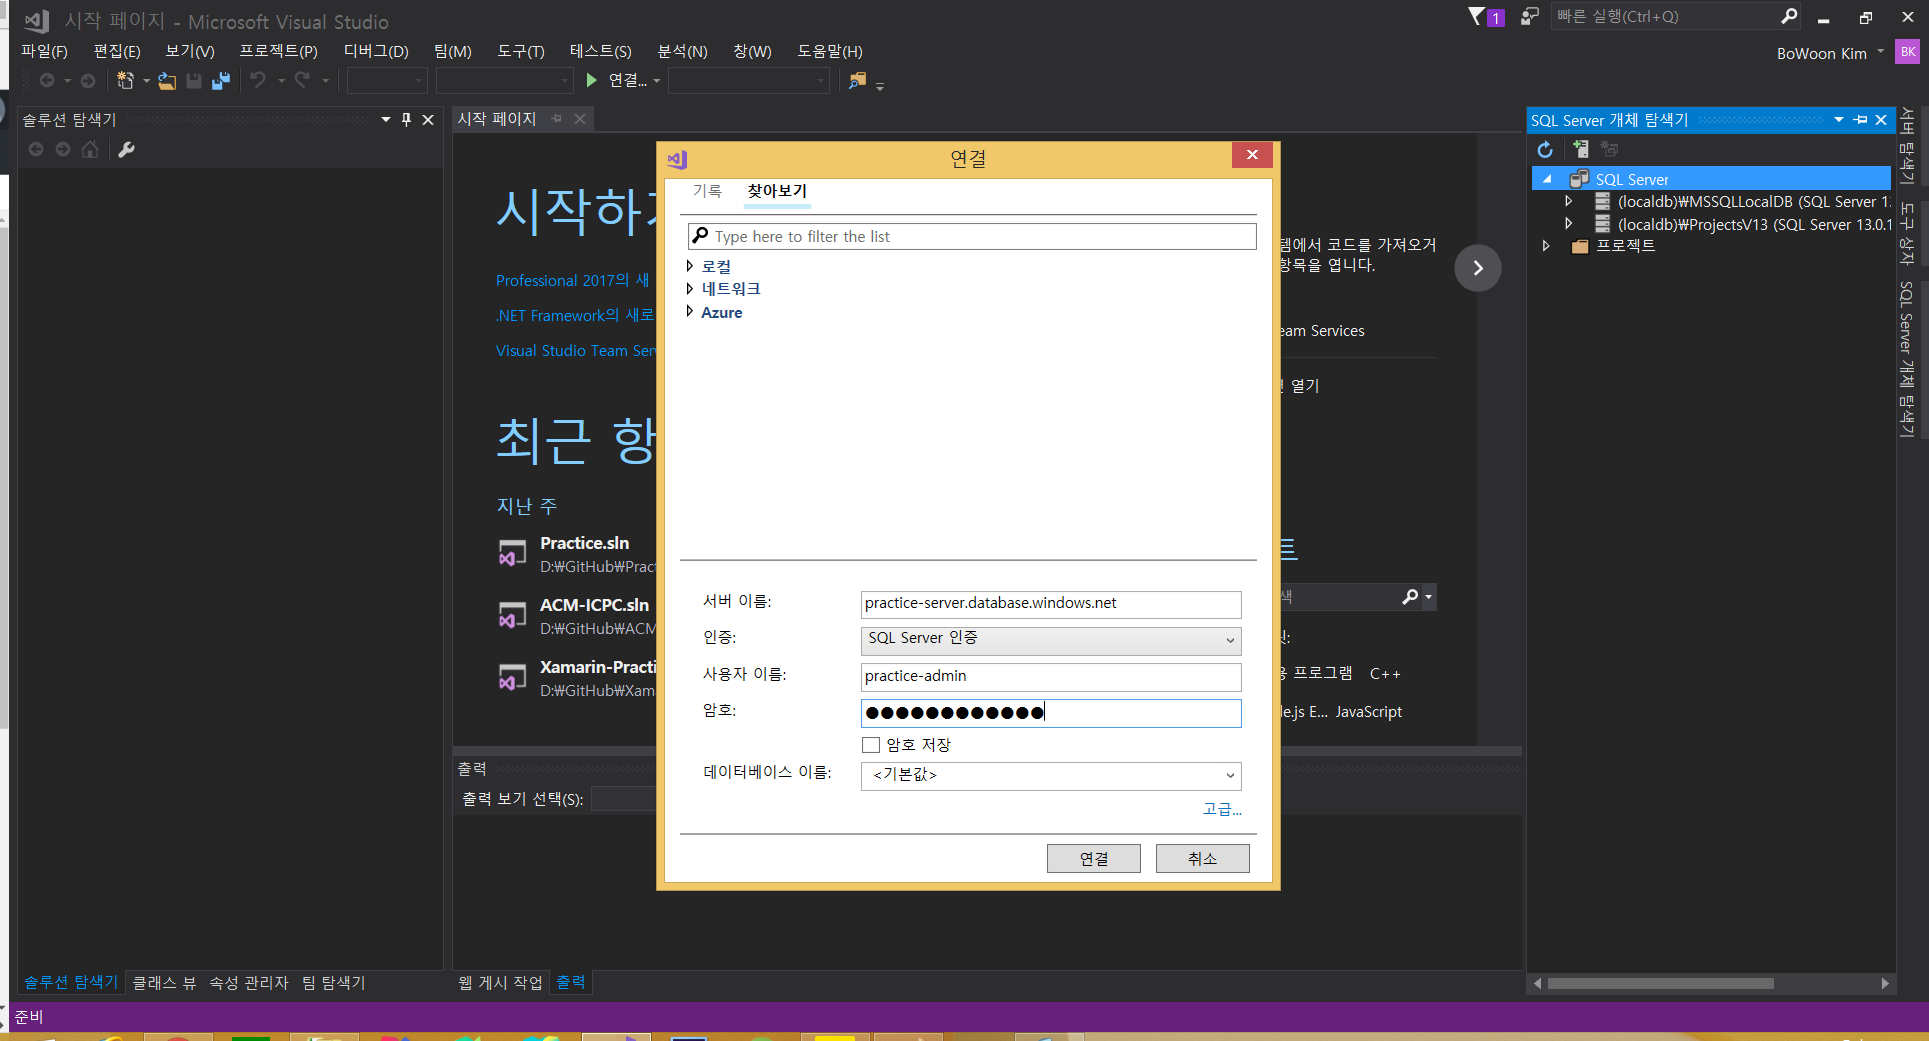 시작 페이지 - Microsoft Visual Studio
1
빠른 실행(Ctrl+Q)
파일(F) 편집(E) 보기(V) 프로젝트(P) 디버그(D) 팀(M) 도구(T) 테스트(S) 분석(N) 창(W) 도움말(H)
BoWoon Kim BK
연결...
솔루션 탐색기
시작 페이지
시작하
Professional 2017의 새
.NET Framework의 새로
Visual Studio Team Ser
최근 항
지난 주
Practice.sln
D:₩GitHub₩Pract
ACM-ICPC.sln
D:₩GitHub₩ACM
Xamarin-Practi
D:₩GitHub₩Xam
연결
기록 찾아보기
Type here to filter the list
로컬
네트워크
Azure
서버 이름: practice-server.database.windows.net
인증: SQL Server 인증
사용자 이름: practice-admin
암호: ●●●●●●●●●●●●
암호 저장
데이터베이스 이름: <기본값>
고급...
연결 취소
템에서 코드를 가져오거
항목을 엽니다.
eam Services
열기
트
색
프로그램 C++
le.js E... JavaScript
출력
출력 보기 선택(S):
SQL Server 개체 탐색기
SQL Server
(localdb)₩MSSQLLocalDB (SQL Server 1
(localdb)₩ProjectsV13 (SQL Server 13.0.1
프로젝트
서버 탐색기
도구 상자
SQL Server 개체 탐색기
솔루션 탐색기 클래스 뷰 속성 관리자 팀 탐색기
웹 게시 작업 출력
준비